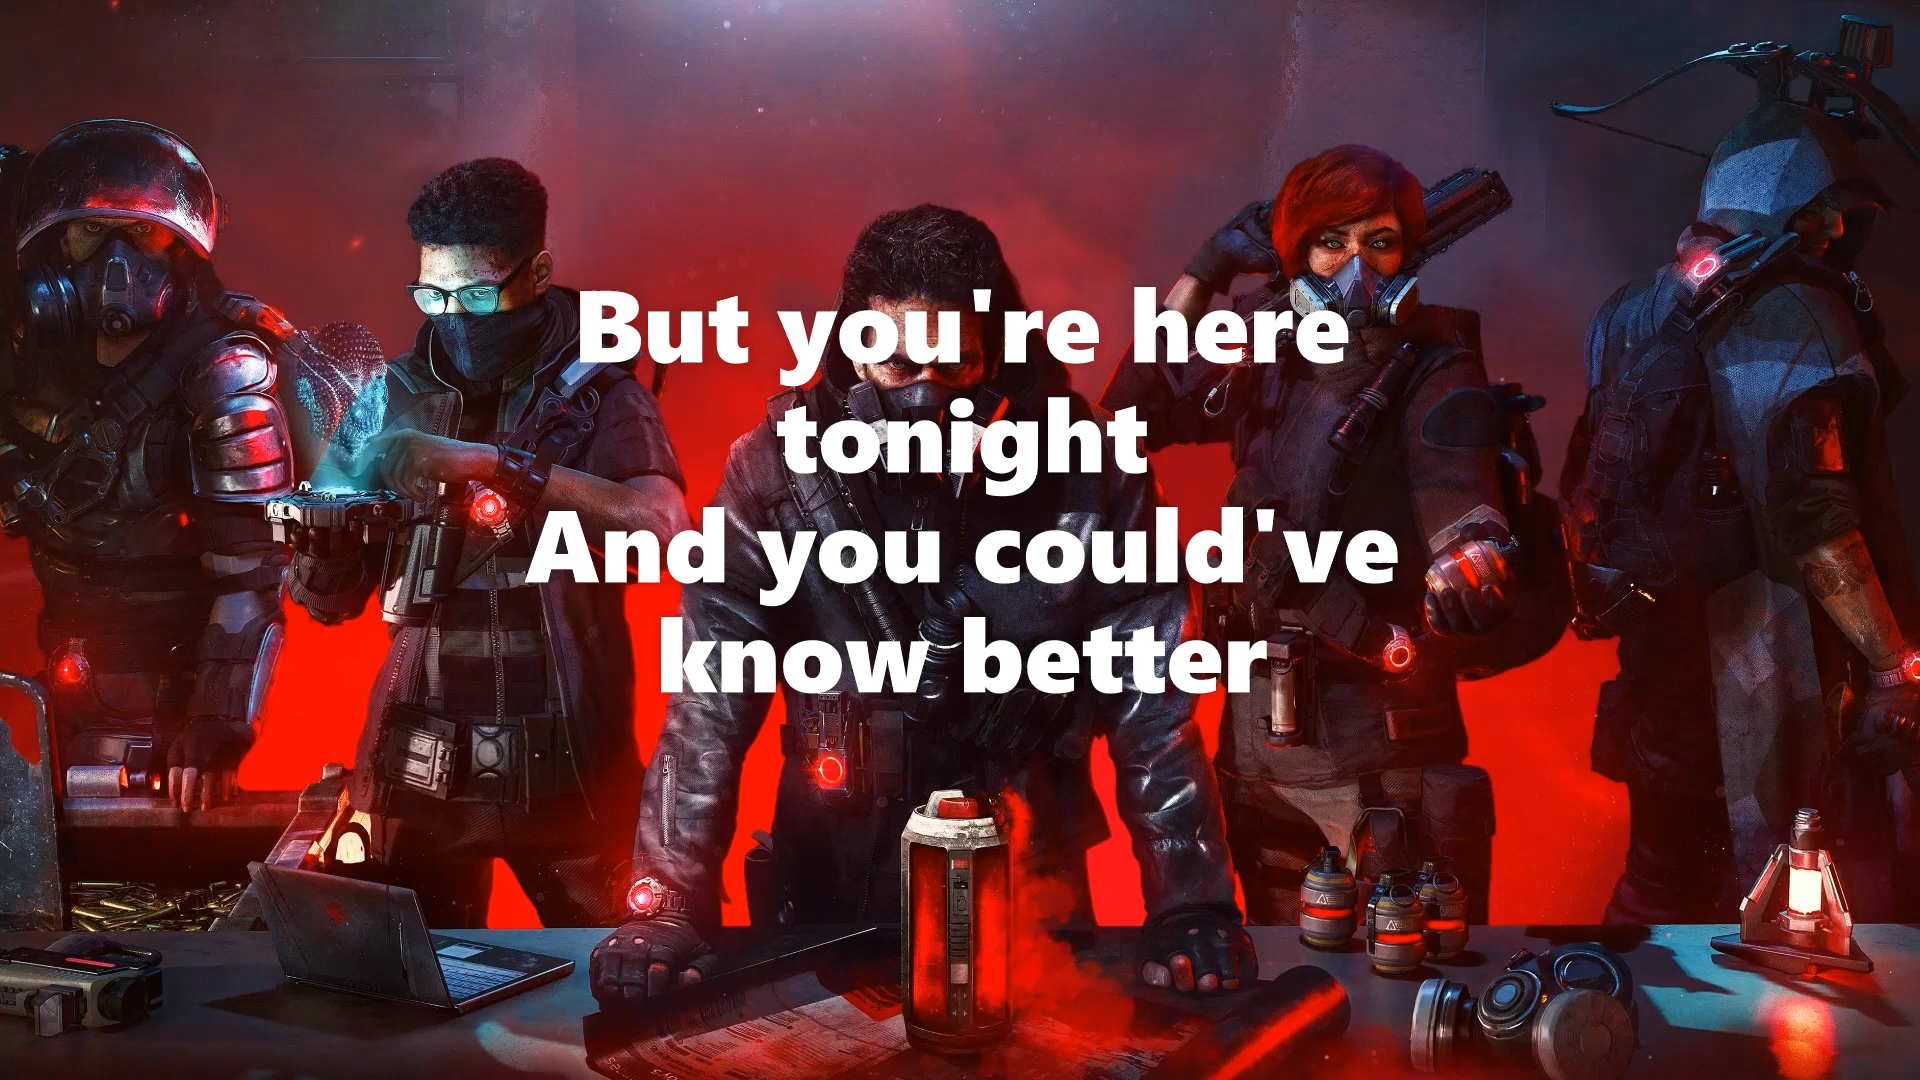 But you're here
tonight
And you could've
know better